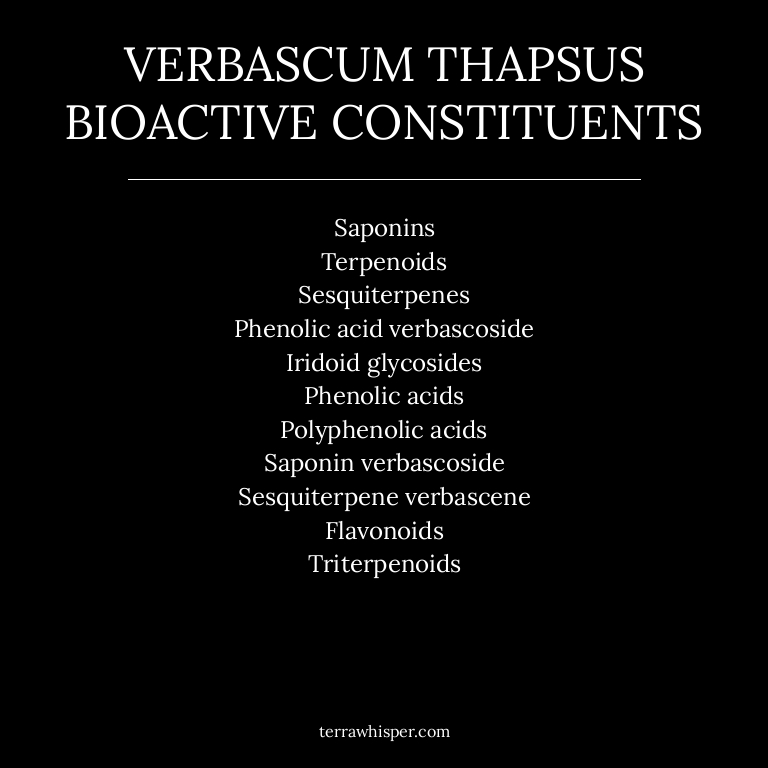 VERBASCUM THAPSUS
BIOACTIVE CONSTITUENTS
Saponins
Terpenoids
Sesquiterpenes
Phenolic acid verbascoside
Iridoid glycosides
Phenolic acids
Polyphenolic acids
Saponin verbascoside
Sesquiterpene verbascene
Flavonoids
Triterpenoids
terrawhisper.com